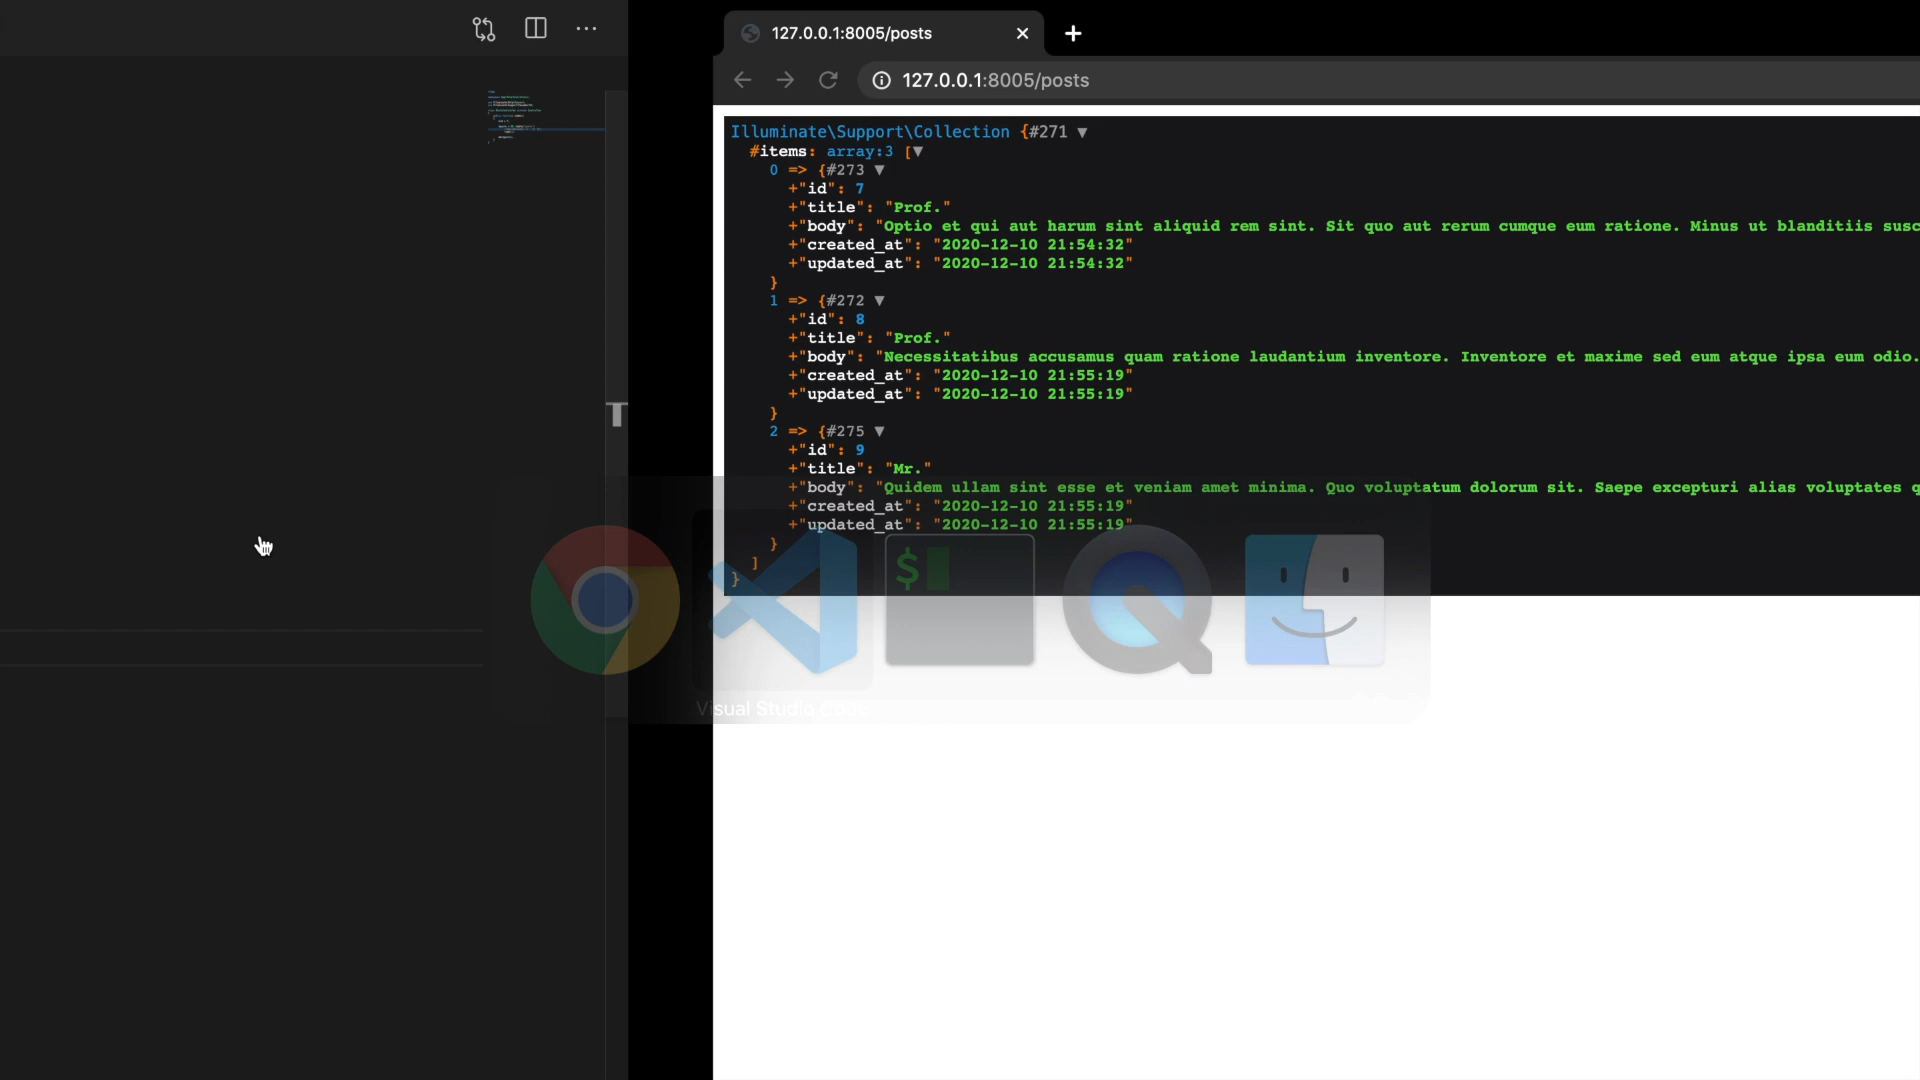 127.0.0.1:8005/posts
127.0.0.1:8005/posts
Illuminate\Support\Collection {#271 ▼
#items: array:3 [▼
0 => {#273 ▼
+"id": 7
+"title": "Prof."
+"body": "Optio et qui aut harum sint aliquid rem sint. Sit quo aut rerum cumque eum ratione. Minus ut blanditiis susc
+"created_at": "2020-12-10 21:54:32"
+"updated_at": "2020-12-10 21:54:32"
}
1 => {#272 ▼
+"id": 8
+"title": "Prof."
+"body": "Necessitatibus accusamus quam ratione laudantium inventore. Inventore et maxime sed eum atque ipsa eum odio.
+"created_at": "2020-12-10 21:55:19"
+"updated_at": "2020-12-10 21:55:19"
}
2 => {#275 ▼
+"id": 9
+"title": "Mr."
+"body": "Quidem ullam sint esse et veniam amet minima. Quo voluptatum dolorum sit. Saepe excepturi alias voluptates q
+"created_at": "2020-12-10 21:55:19"
+"updated_at": "2020-12-10 21:55:19"
}
]
}
$
Visual Studio